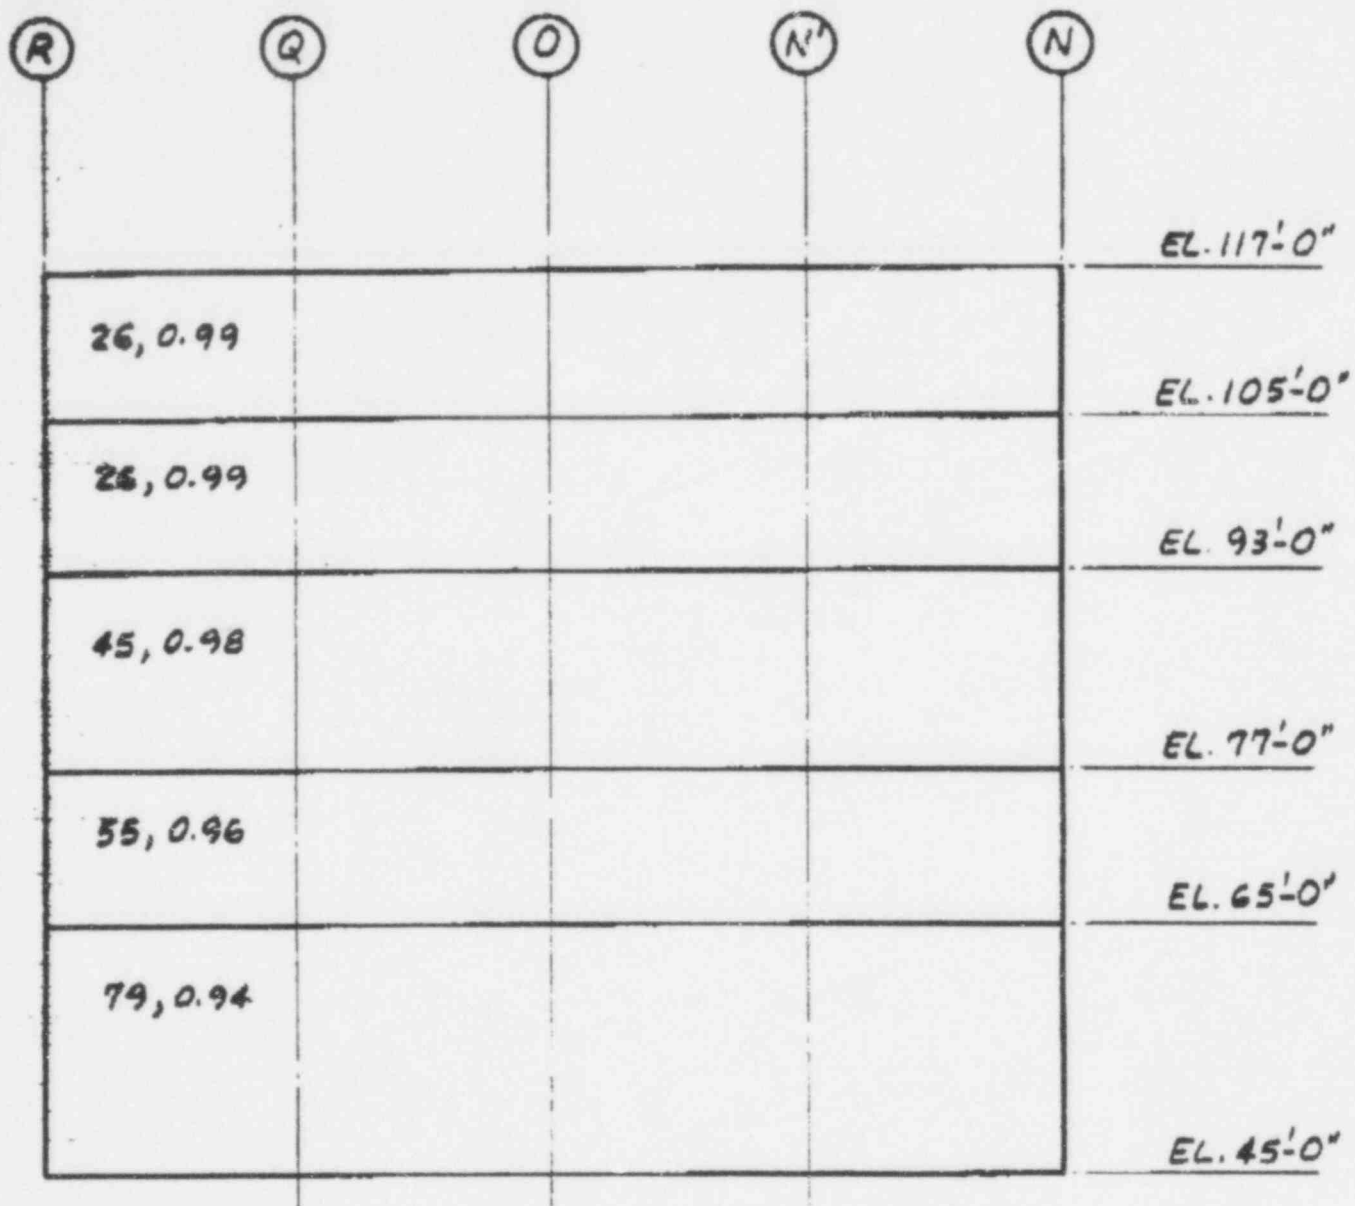 R Q O N' N
EL. 117'-0"
26, 0.99
EL. 105'-0"
26, 0.99
EL. 93'-0"
45, 0.98
EL. 77'-0"
55, 0.96
EL. 65'-0"
79, 0.94
EL. 45'-0"